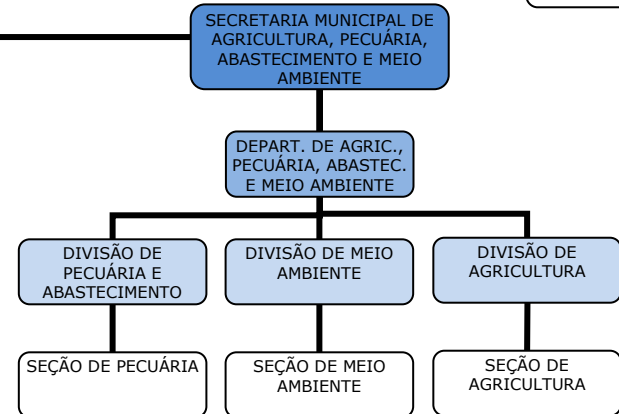 SECRETARIA MUNICIPAL DE
AGRICULTURA, PECUÁRIA,
ABASTECIMENTO E MEIO
AMBIENTE
DEPART. DE AGRIC.,
PECUÁRIA, ABASTEC.
E MEIO AMBIENTE
DIVISÃO DE
PECUÁRIA E
ABASTECIMENTO
DIVISÃO DE MEIO
AMBIENTE
DIVISÃO DE
AGRICULTURA
SEÇÃO DE PECUÁRIA
SEÇÃO DE MEIO
AMBIENTE
SEÇÃO DE
AGRICULTURA